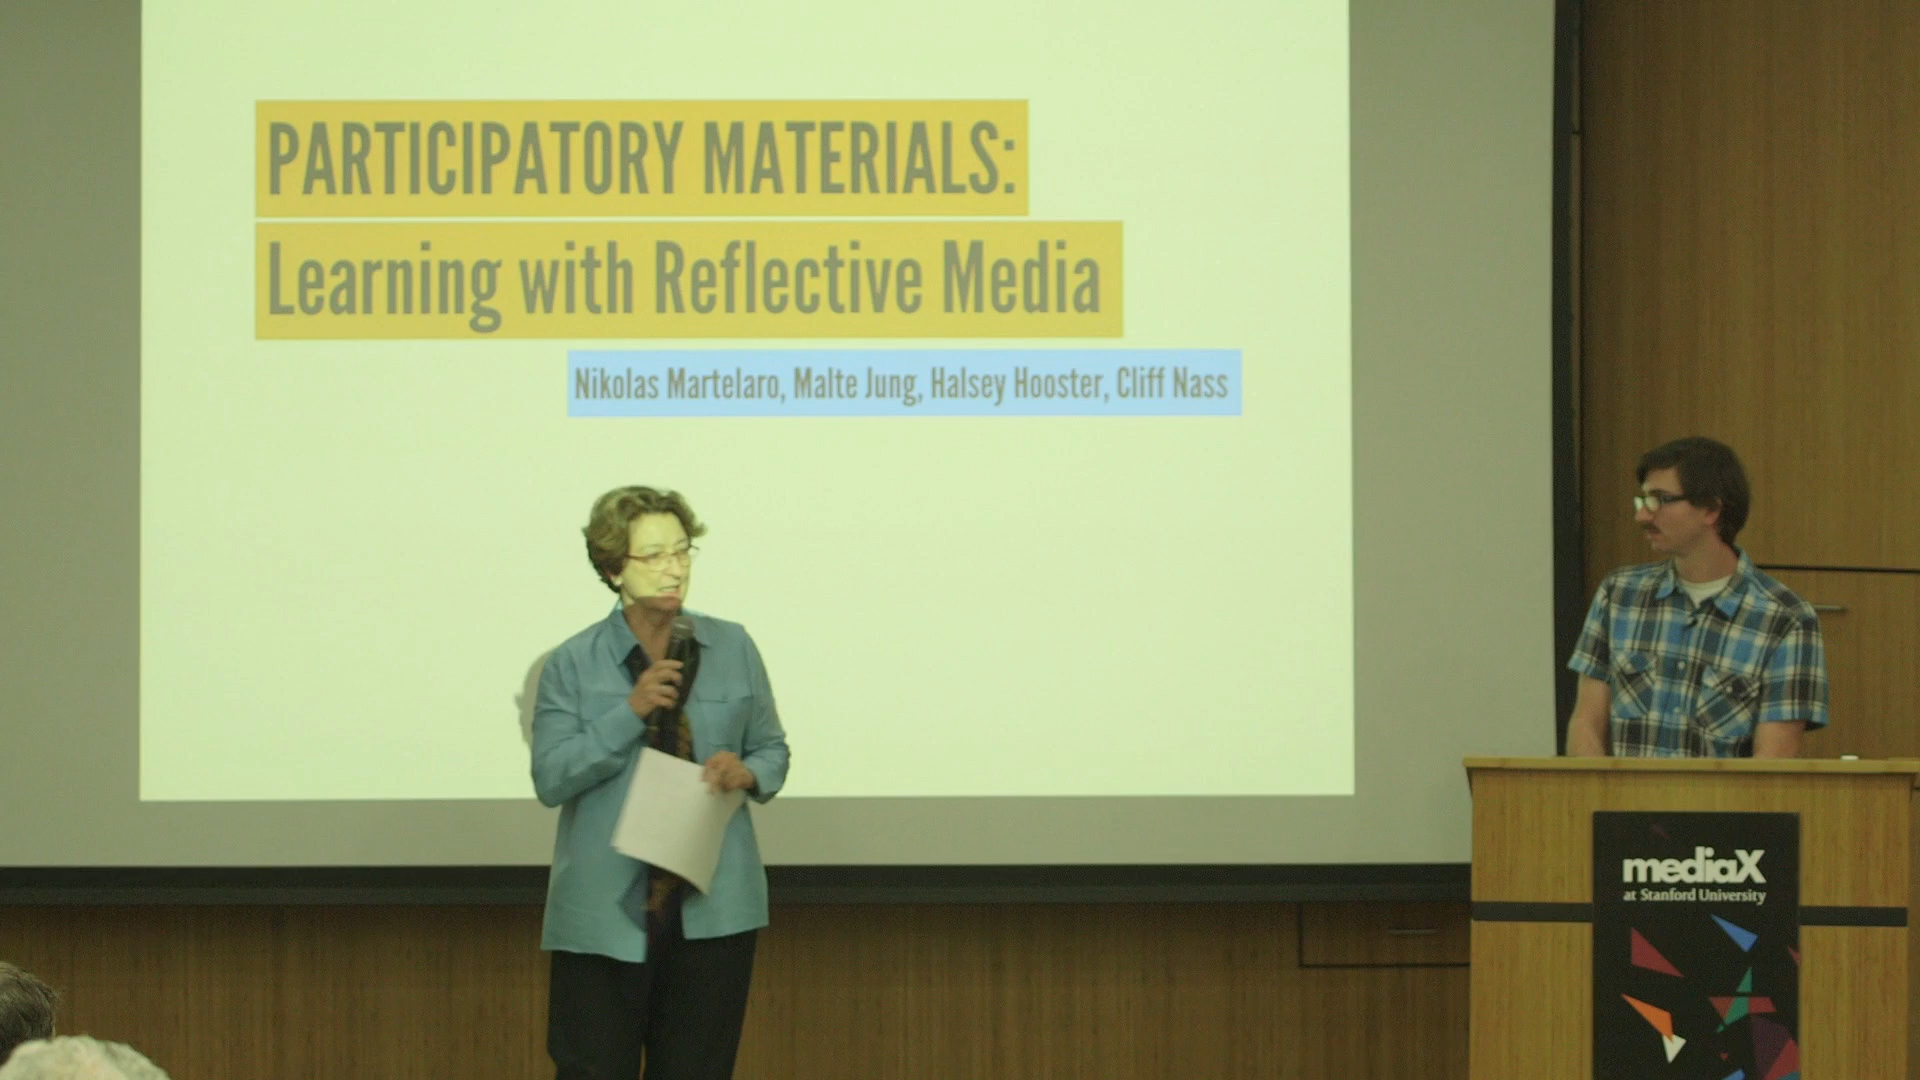 PARTICIPATORY MATERIALS:
Learning with Reflective Media
Nikolas Martelaro, Malte Jung, Halsey Hooster, Cliff Nass
mediaX
at Stanford University